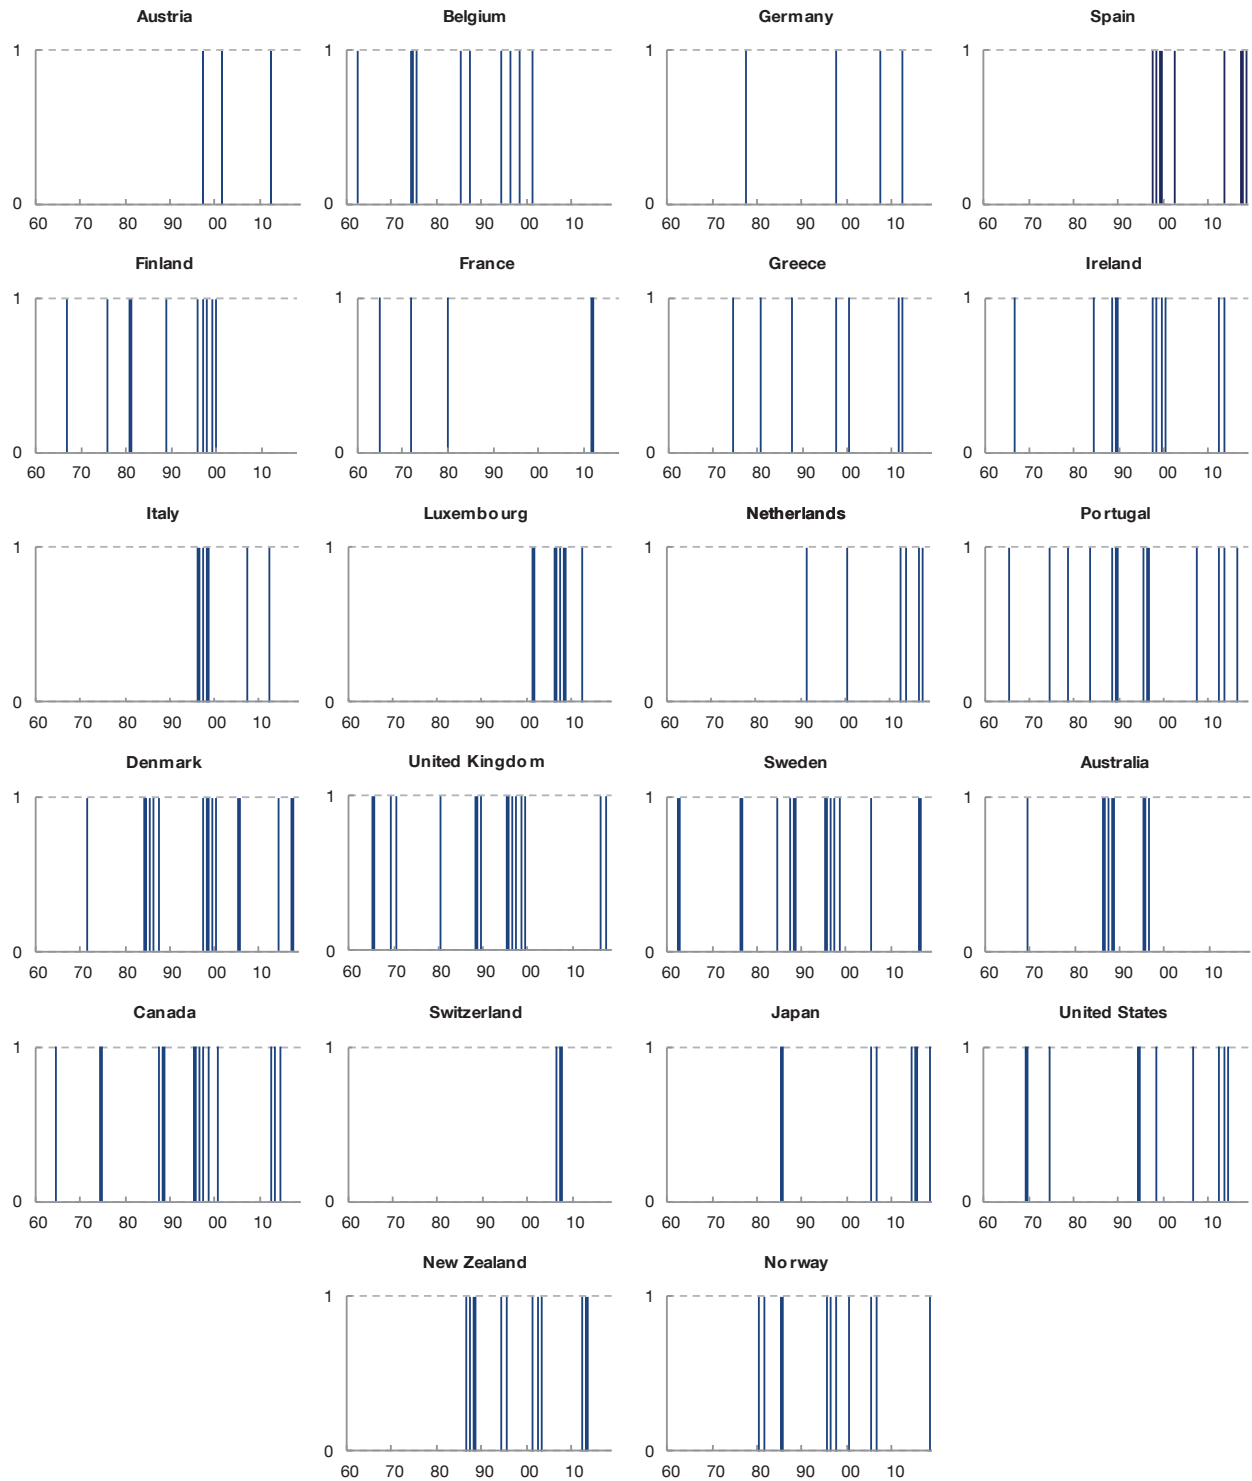 Austria Belgium Germany Spain
1 1 1 1
0 0 0 0
60 70 80 90 00 10 60 70 80 90 00 10 60 70 80 90 00 10 60 70 80 90 00 10
Finland France Greece Ireland
1 1 1 1
0 0 0 0
60 70 80 90 00 10 60 70 80 90 00 10 60 70 80 90 00 10 60 70 80 90 00 10
Italy Luxembourg Netherlands Portugal
1 1 1 1
0 0 0 0
60 70 80 90 00 10 60 70 80 90 00 10 60 70 80 90 00 10 60 70 80 90 00 10
Denmark United Kingdom Sweden Australia
1 1 1 1
0 0 0 0
60 70 80 90 00 10 60 70 80 90 00 10 60 70 80 90 00 10 60 70 80 90 00 10
Canada Switzerland Japan United States
1 1 1 1
0 0 0 0
60 70 80 90 00 10 60 70 80 90 00 10 60 70 80 90 00 10 60 70 80 90 00 10
New Zealand Norway
1 1
0 0
60 70 80 90 00 10 60 70 80 90 00 10